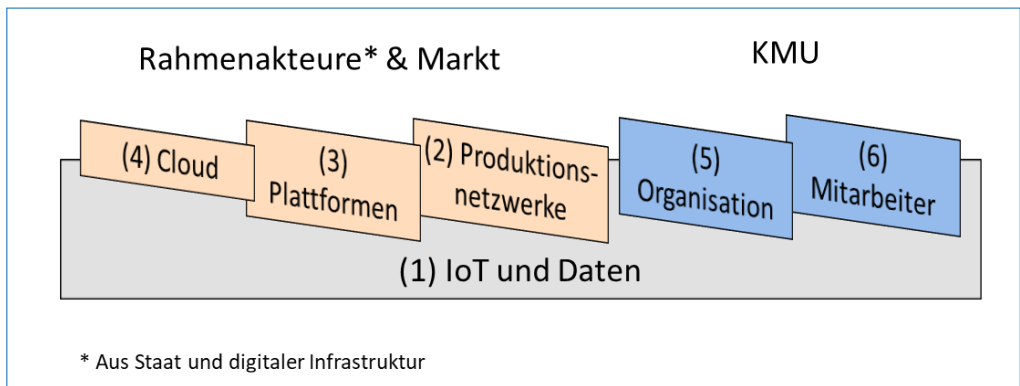 Rahmenakteure* & Markt
KMU
(4) Cloud
(3)
Plattformen
(2) Produktions-
netzwerke
(5)
Organisation
(6)
Mitarbeiter
(1) IoT und Daten
* Aus Staat und digitaler Infrastruktur